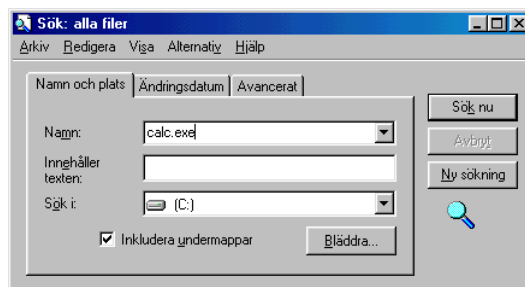 Sök: alla filer
Arkiv Redigera Visa Alternativ Hjälp
Namn och plats Ändringsdatum Avancerat
Namn: calc.exe
Innehåller
texten:
Sök i: (C:)
Inkludera undermappar
Bläddra...
Sök nu
Avbryt
Ny sökning